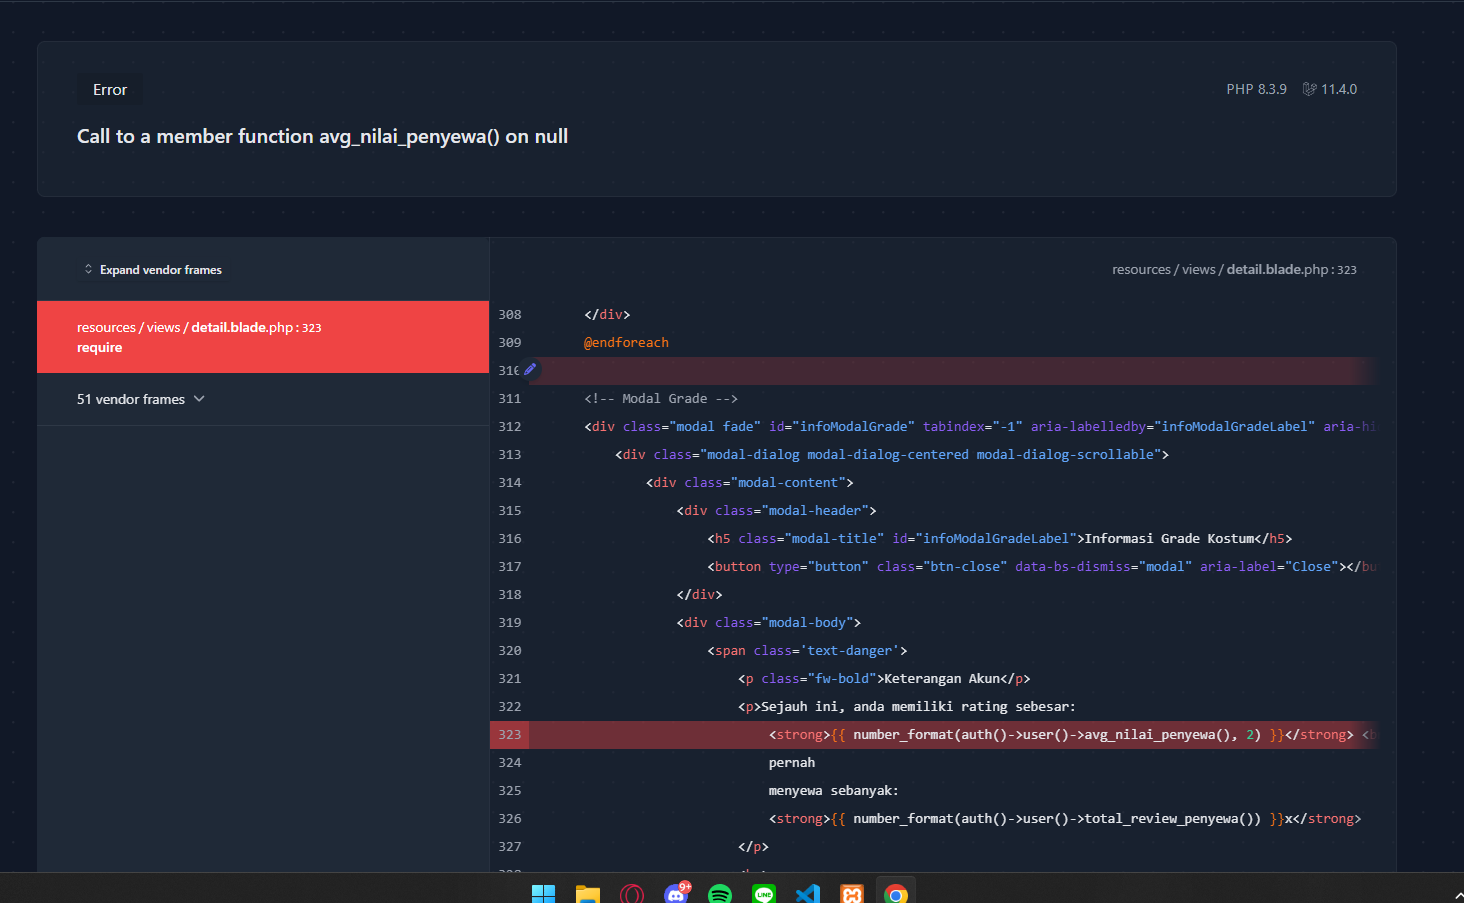 Error
PHP 8.3.9 11.4.0
Call to a member function avg_nilai_penyewa() on null
Expand vendor frames
resources / views / detail.blade.php : 323
resources / views / detail.blade.php : 323
require
51 vendor frames
308 </div>
309 @endforeach
310
311 <!-- Modal Grade -->
312 <div class="modal fade" id="infoModalGrade" tabindex="-1" aria-labelledby="infoModalGradeLabel" aria-hi
313 <div class="modal-dialog modal-dialog-centered modal-dialog-scrollable">
314 <div class="modal-content">
315 <div class="modal-header">
316 <h5 class="modal-title" id="infoModalGradeLabel">Informasi Grade Kostum</h5>
317 <button type="button" class="btn-close" data-bs-dismiss="modal" aria-label="Close"></bu
318 </div>
319 <div class="modal-body">
320 <span class='text-danger'>
321 <p class="fw-bold">Keterangan Akun</p>
322 <p>Sejauh ini, anda memiliki rating sebesar:
323 <strong>{{ number_format(auth()->user()->avg_nilai_penyewa(), 2) }}</strong> <b
324 pernah
325 menyewa sebanyak:
326 <strong>{{ number_format(auth()->user()->total_review_penyewa()) }}x</strong>
327 </p>
9+
LINE